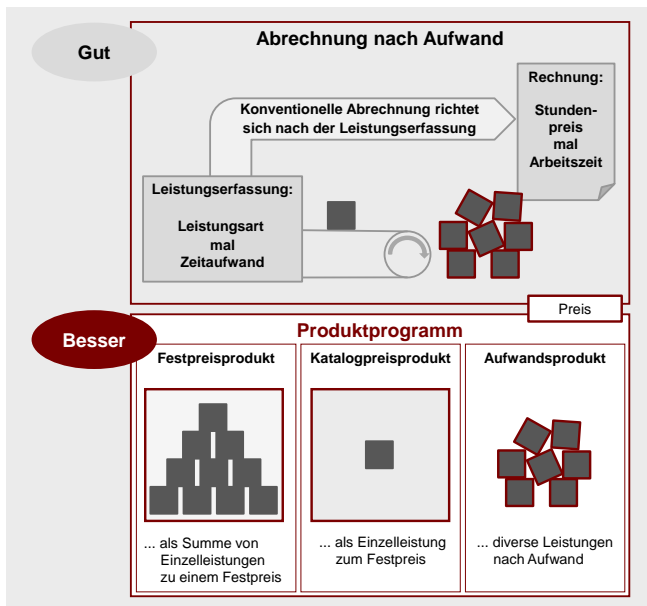 Gut
Abrechnung nach Aufwand
Rechnung:
Stunden-
preis
mal
Arbeitszeit
Konventionelle Abrechnung richtet
sich nach der Leistungserfassung
Leistungserfassung:
Leistungsart
mal
Zeitaufwand
Preis
Besser
Produktprogramm
Festpreisprodukt
Katalogpreisprodukt
Aufwandsprodukt
... als Summe von
Einzelleistungen
zu einem Festpreis
... als Einzelleistung
zum Festpreis
... diverse Leistungen
nach Aufwand